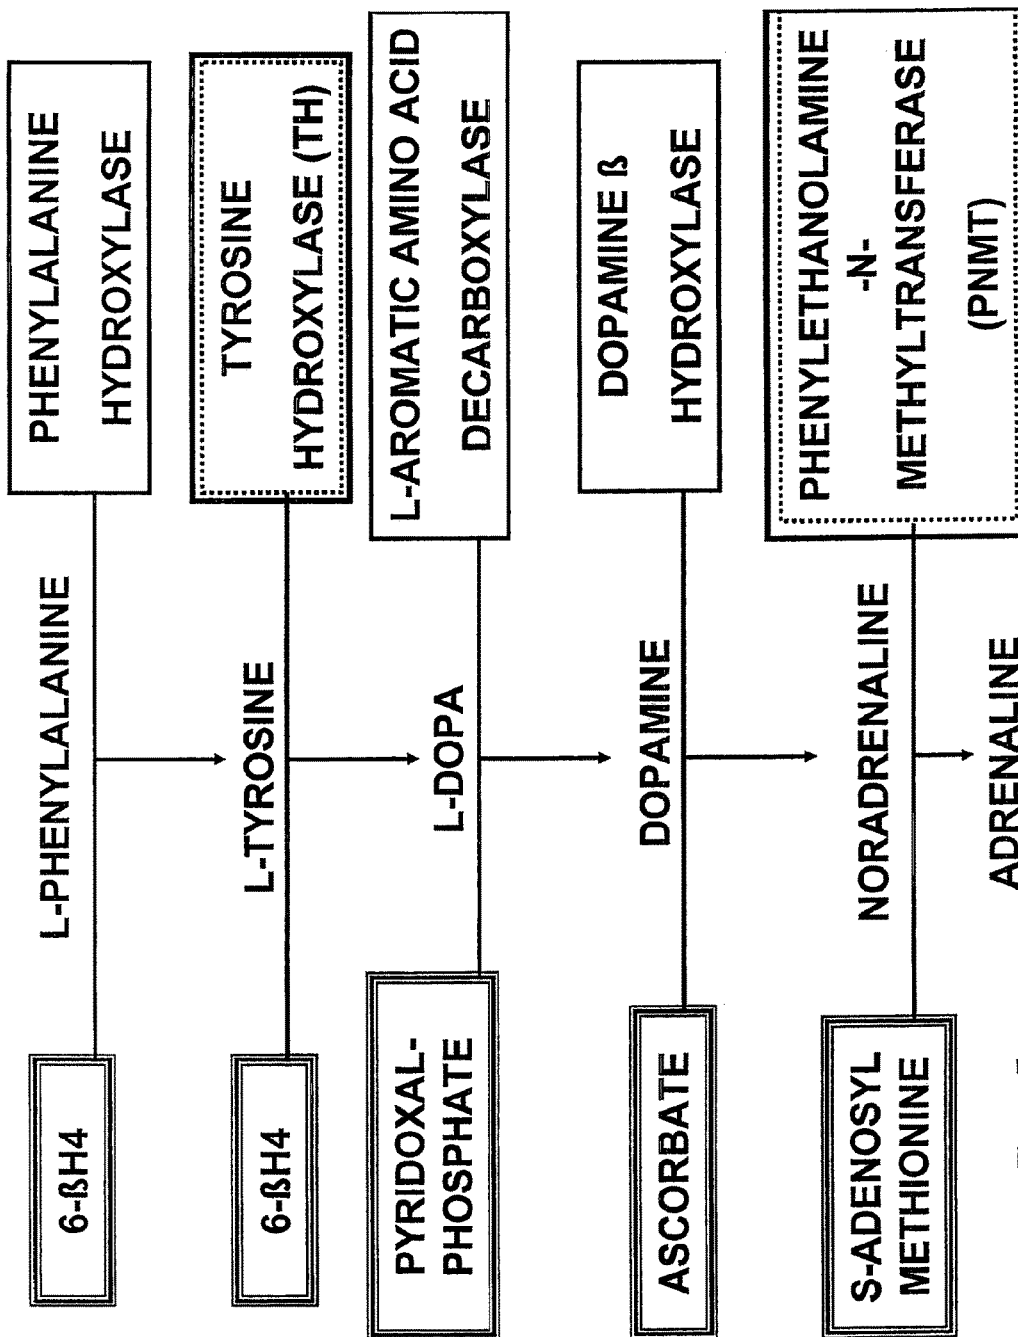 6-ßH4
L-PHENYLALANINE
PHENYLALANINE
HYDROXYLASE
6-ßH4
L-TYROSINE
TYROSINE
HYDROXYLASE (TH)
PYRIDOXAL-
PHOSPHATE
L-DOPA
L-AROMATIC AMINO ACID
DECARBOXYLASE
ASCORBATE
DOPAMINE
DOPAMINE ß
HYDROXYLASE
S-ADENOSYL
METHIONINE
NORADRENALINE
PHENYLETHANOLAMINE
-N-
METHYLTRANSFERASE
(PNMT)
ADRENALINE